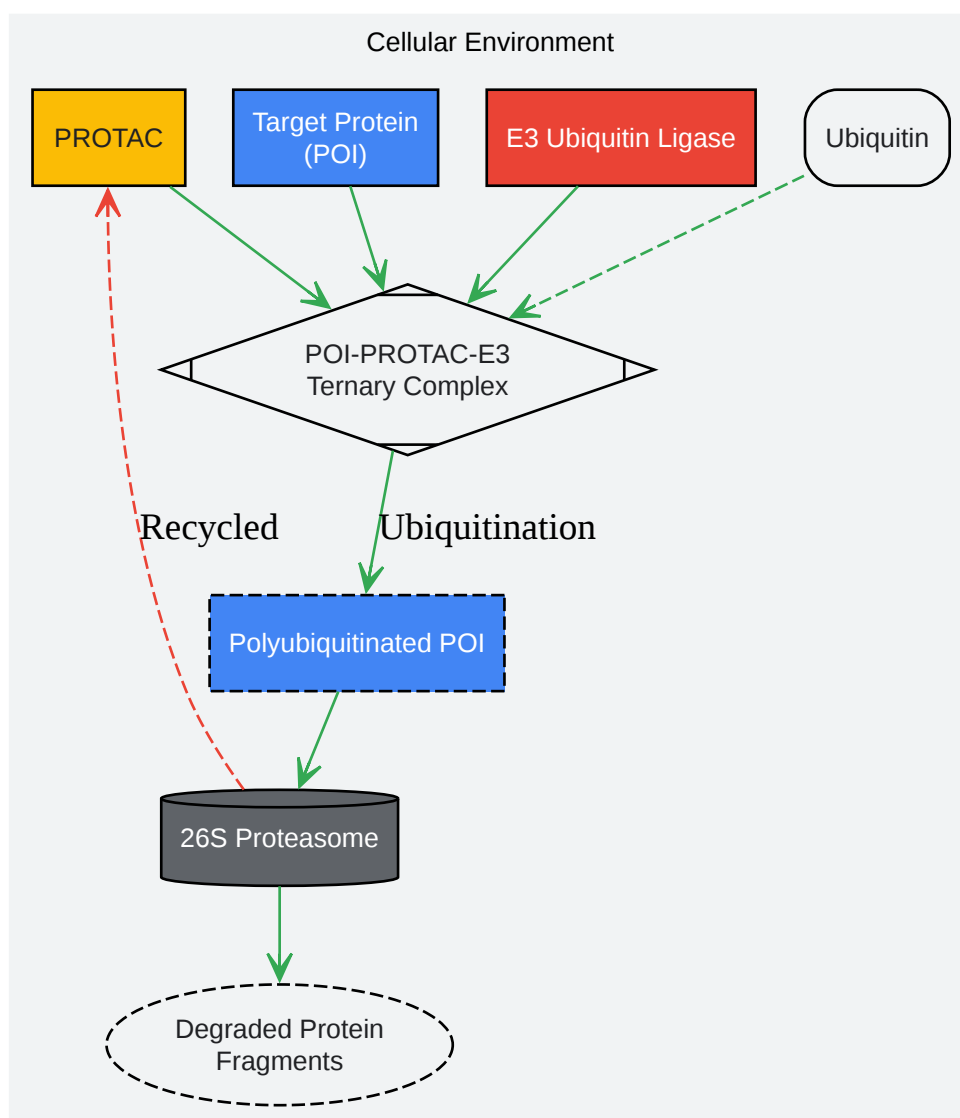 Cellular Environment
PROTAC
Target Protein
(POI)
E3 Ubiquitin Ligase
Ubiquitin
POI-PROTAC-E3
Ternary Complex
Recycled
Ubiquitination
Polyubiquitinated POI
26S Proteasome
Degraded Protein
Fragments